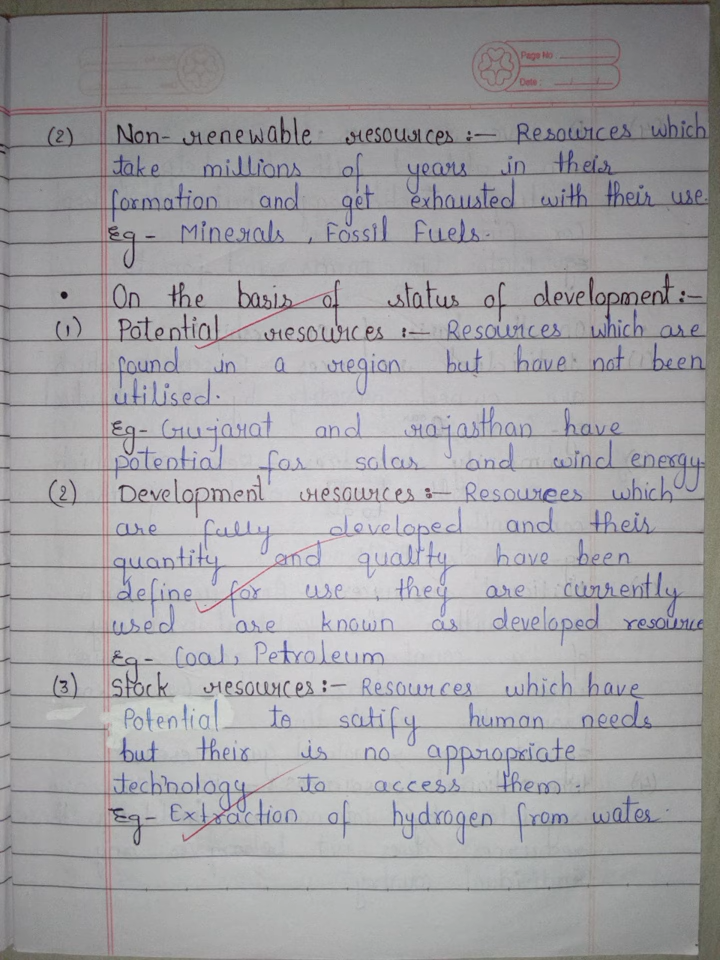 Page No
Date
(2) Non-renewable resources :- Resources which
take millions of years in their
formation and get exhausted with their use.
Eg - Minerals, Fossil Fuels.
• On the basis of status of development :-
(1) Potential resources :- Resources which are
found in a region but have not been
utilised.
Eg - Gujarat and rajasthan have
potential for solar and wind energy.
(2) Development resources :- Resources which
are fully developed and their
quantity and quality have been
define for use, they are currently
used are known as developed resource
Eg - Coal, Petroleum
(3) Stock resources :- Resources which have
Potential to satify human needs
but their is no appropriate
technology to access them.
Eg - Extraction of hydrogen from water.